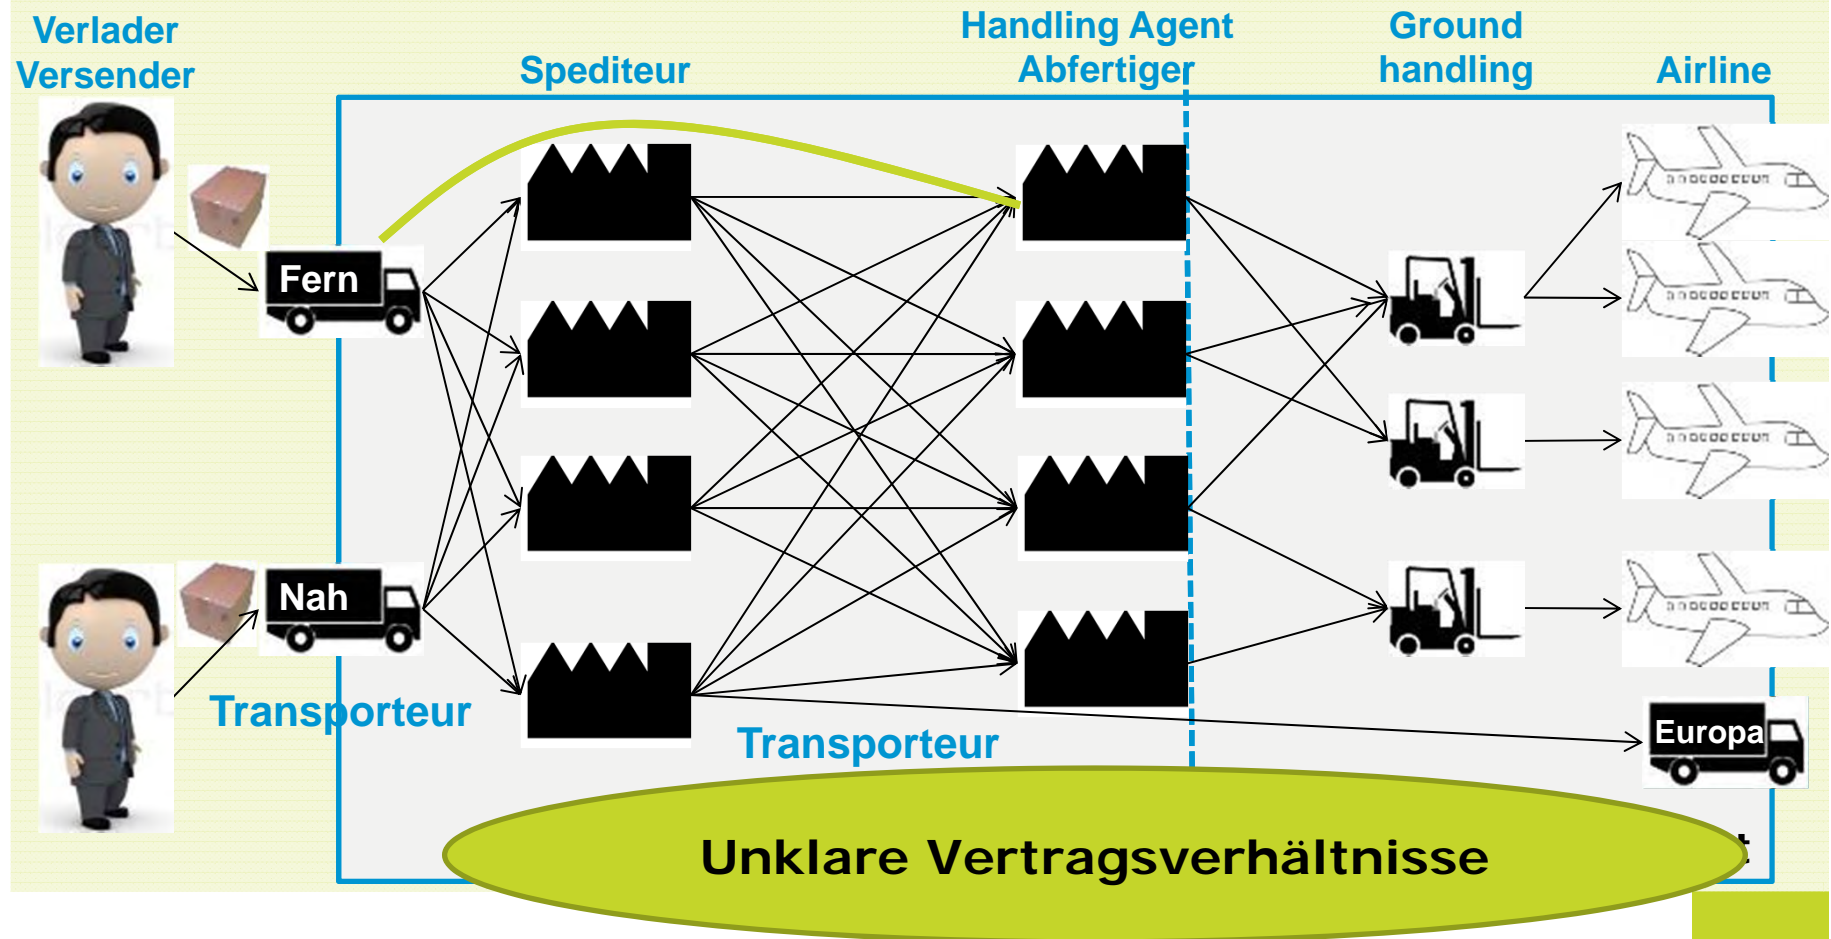 Verlader
Versender
Spediteur
Handling Agent
Abfertiger
Ground
handling
Airline
Fern
Nah
Transporteur
Transporteur
Europa
Unklare Vertragsverhältnisse
t